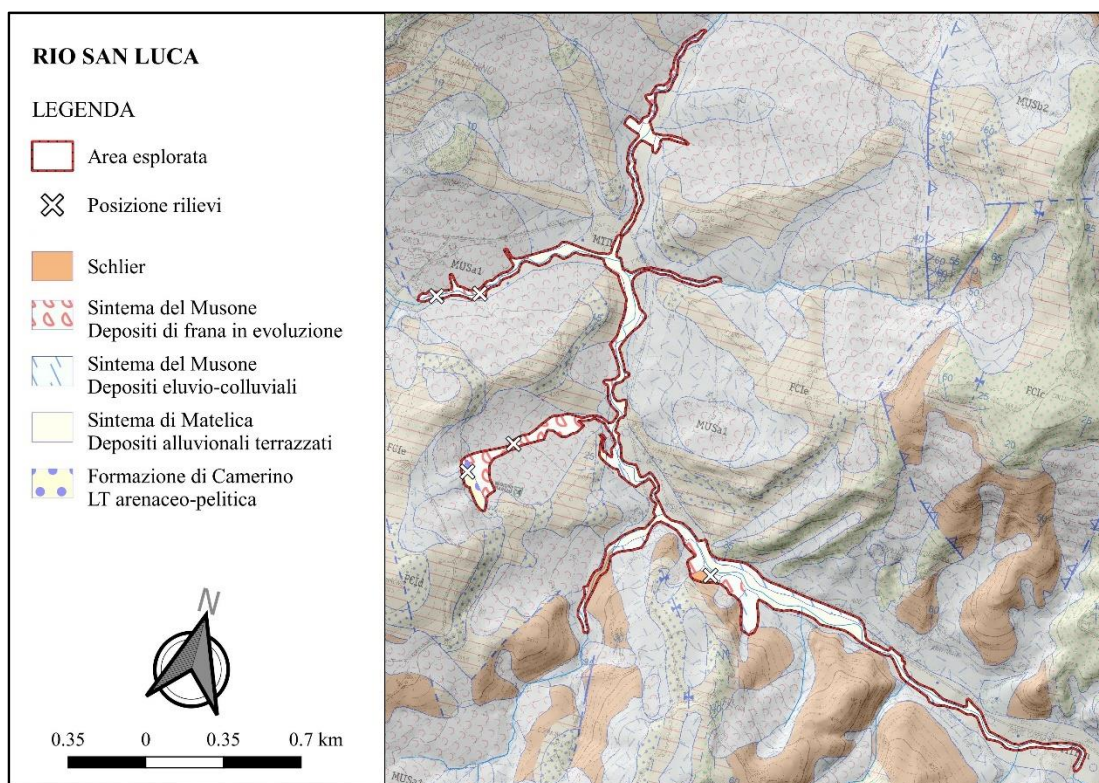 RIO SAN LUCA
LEGENDA
Area esplorata
Posizione rilievi
Schlier
Sintema del Musone
Depositi di frana in evoluzione
Sintema del Musone
Depositi eluvio-colluviali
Sintema di Matelica
Depositi alluvionali terrazzati
Formazione di Camerino
LT arenaceo-pelitica
N
0.35 0 0.35 0.7 km
MUSb2
MUSa1
FCIe
FCIc
MUSa1
FCIe
FCId